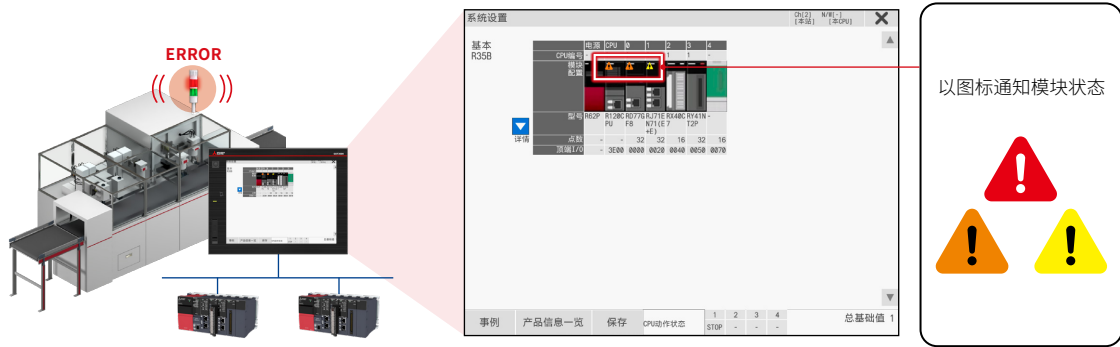 ERROR
系统设置
Ch[2] N/W[-]
[本站] [本CPU]
基本
R35B
电源 CPU 0 1 2 3 4
CPU编号 - 1 1 -
模块
配置
型号 R62P R120C RD77G RJ71E RX40C RY41N -
PU F8 N71(E 7 T2P
+E)
点数 - - 32 32 16 32 16
顶端I/O - 3E00 0000 0020 0040 0050 0070
详情
事例 产品信息一览 保存 CPU动作状态 1 2 3 4
STOP - - -
总基础值 1
以图标通知模块状态